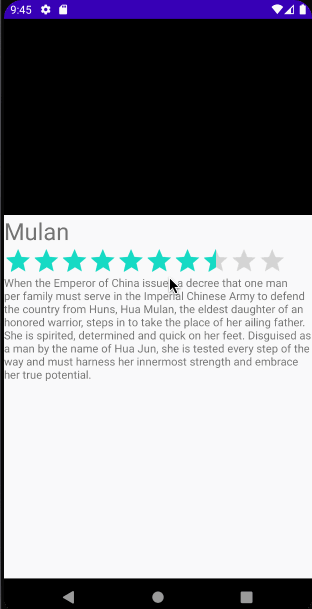 9:45
Mulan
When the Emperor of China issues a decree that one man
per family must serve in the Imperial Chinese Army to defend
the country from Huns, Hua Mulan, the eldest daughter of an
honored warrior, steps in to take the place of her ailing father.
She is spirited, determined and quick on her feet. Disguised as
a man by the name of Hua Jun, she is tested every step of the
way and must harness her innermost strength and embrace
her true potential.